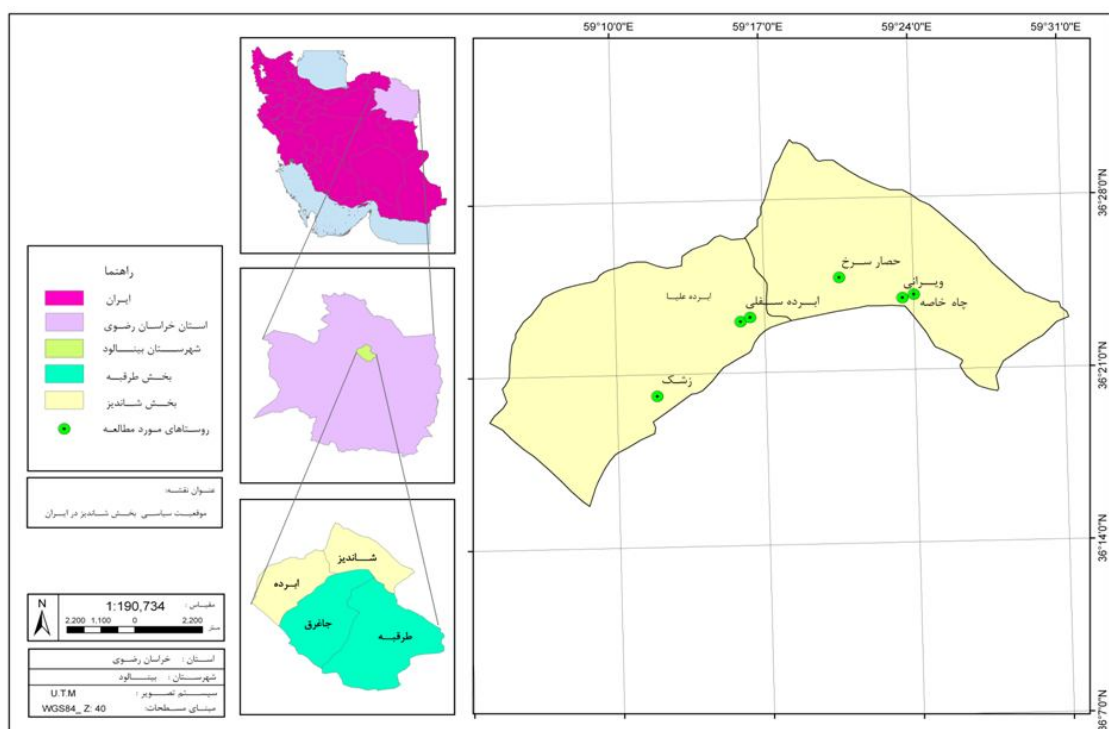 59°10'0"E 59°17'0"E 59°24'0"E 59°31'0"E
36°28'0"N
36°21'0"N
36°14'0"N
36°7'0"N
حصار سرخ
ویرانی
چاه خاصه
ابرده علیا
ابرده سفلی
زشک
راهنما
ایران
استان خراسان رضوی
شهرستان بینالود
بخش طرقبه
بخش شاندیز
روستاهای مورد مطالعه
عنوان نقشه:
موقعیت سیاسی بخش شاندیز در ایران
شاندیز
ابرده
جاغرق
طرقبه
N
مقیاس : 1:190,734
2,200 1,100 0 2,200 متر
استان : خراسان رضوی
شهرستان : بینالود
سیستم تصویر : U.T.M
مبنای مسطحات: WGS84_ Z: 40